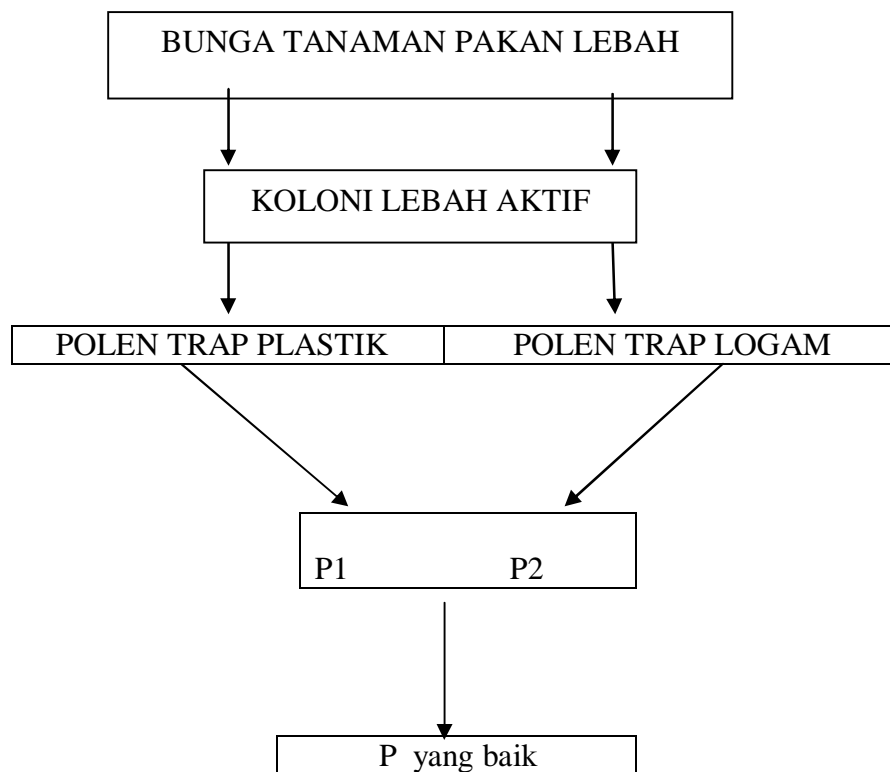 BUNGA TANAMAN PAKAN LEBAH
KOLONI LEBAH AKTIF
POLEN TRAP PLASTIK POLEN TRAP LOGAM
P1 P2
P yang baik